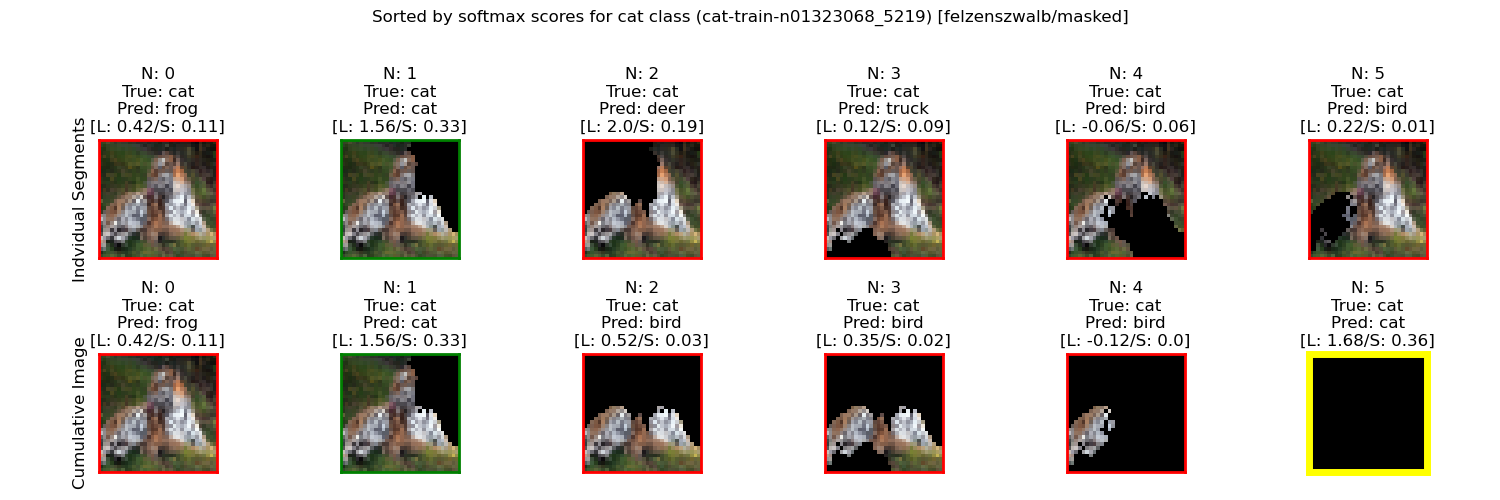 Sorted by softmax scores for cat class (cat-train-n01323068_5219) [felzenszwalb/masked]
Indvidual Segments
N: 0
True: cat
Pred: frog
[L: 0.42/S: 0.11]
N: 1
True: cat
Pred: cat
[L: 1.56/S: 0.33]
N: 2
True: cat
Pred: deer
[L: 2.0/S: 0.19]
N: 3
True: cat
Pred: truck
[L: 0.12/S: 0.09]
N: 4
True: cat
Pred: bird
[L: -0.06/S: 0.06]
N: 5
True: cat
Pred: bird
[L: 0.22/S: 0.01]
Cumulative Image
N: 0
True: cat
Pred: frog
[L: 0.42/S: 0.11]
N: 1
True: cat
Pred: cat
[L: 1.56/S: 0.33]
N: 2
True: cat
Pred: bird
[L: 0.52/S: 0.03]
N: 3
True: cat
Pred: bird
[L: 0.35/S: 0.02]
N: 4
True: cat
Pred: bird
[L: -0.12/S: 0.0]
N: 5
True: cat
Pred: cat
[L: 1.68/S: 0.36]